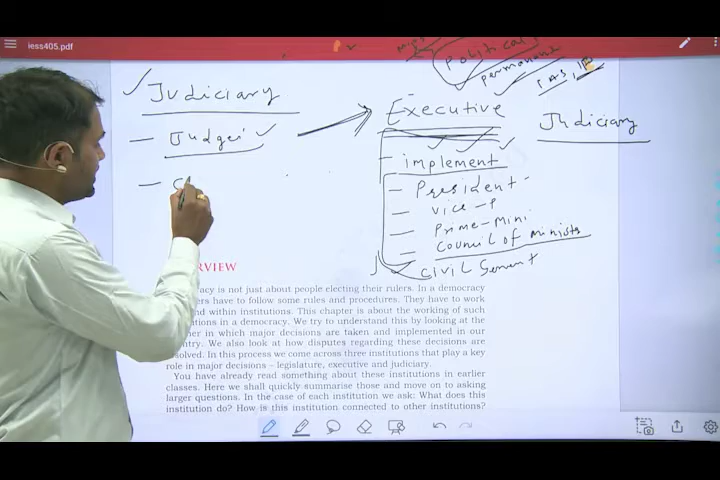 iess405.pdf
Political
permanent
IAS, IP
Judiciary
Judges
Executive
implement
President
Vice-P
Prime-mini
Council of ministers
Civil Servent
Judiciary
RVIEW
acy is not just about people electing their rulers. In a democracy
ers have to follow some rules and procedures. They have to work
nd within institutions. This chapter is about the working of such
utions in a democracy. We try to understand this by looking at the
ner in which major decisions are taken and implemented in our
ntry. We also look at how disputes regarding these decisions are
solved. In this process we come across three institutions that play a key
role in major decisions – legislature, executive and judiciary.
You have already read something about these institutions in earlier
classes. Here we shall quickly summarise those and move on to asking
larger questions. In the case of each institution we ask: What does this
institution do? How is this institution connected to other institutions?